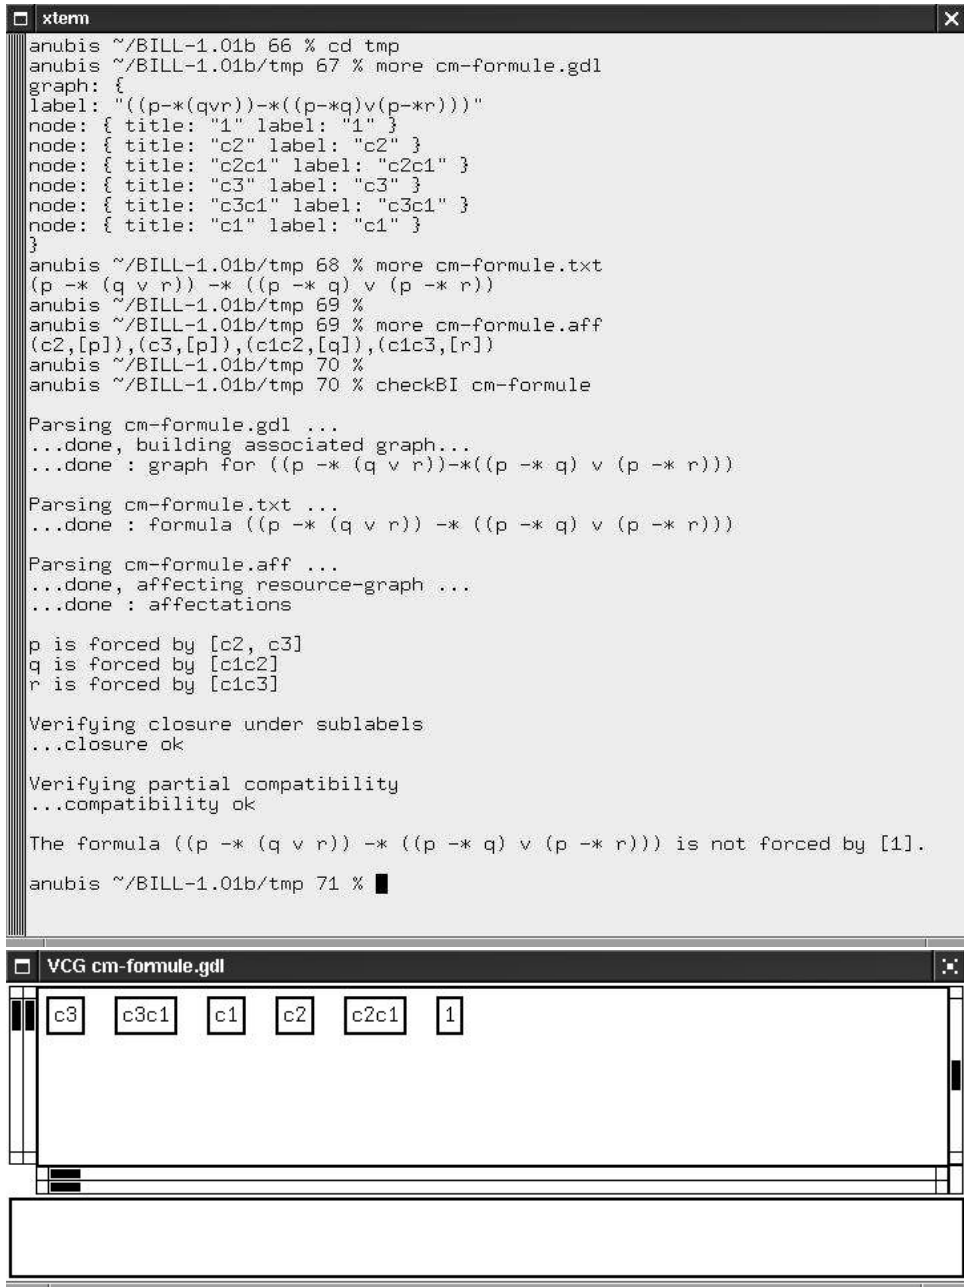 xterm
anubis ~/BILL-1.01b 66 % cd tmp
anubis ~/BILL-1.01b/tmp 67 % more cm-formule.gdl
graph: {
label: "((p-*(qvr))-*((p-*q)v(p-*r)))"
node: { title: "1" label: "1" }
node: { title: "c2" label: "c2" }
node: { title: "c2c1" label: "c2c1" }
node: { title: "c3" label: "c3" }
node: { title: "c3c1" label: "c3c1" }
node: { title: "c1" label: "c1" }
}
anubis ~/BILL-1.01b/tmp 68 % more cm-formule.txt
(p -* (q v r)) -* ((p -* q) v (p -* r))
anubis ~/BILL-1.01b/tmp 69 %
anubis ~/BILL-1.01b/tmp 69 % more cm-formule.aff
(c2,[p]),(c3,[p]),(c1c2,[q]),(c1c3,[r])
anubis ~/BILL-1.01b/tmp 70 %
anubis ~/BILL-1.01b/tmp 70 % checkBI cm-formule
Parsing cm-formule.gdl ...
...done, building associated graph...
...done : graph for ((p -* (q v r))-*((p -* q) v (p -* r)))
Parsing cm-formule.txt ...
...done : formula ((p -* (q v r)) -* ((p -* q) v (p -* r)))
Parsing cm-formule.aff ...
...done, affecting resource-graph ...
...done : affectations
p is forced by [c2, c3]
q is forced by [c1c2]
r is forced by [c1c3]
Verifying closure under sublabels
...closure ok
Verifying partial compatibility
...compatibility ok
The formula ((p -* (q v r)) -* ((p -* q) v (p -* r))) is not forced by [1].
anubis ~/BILL-1.01b/tmp 71 %
VCG cm-formule.gdl
c3 c3c1 c1 c2 c2c1 1